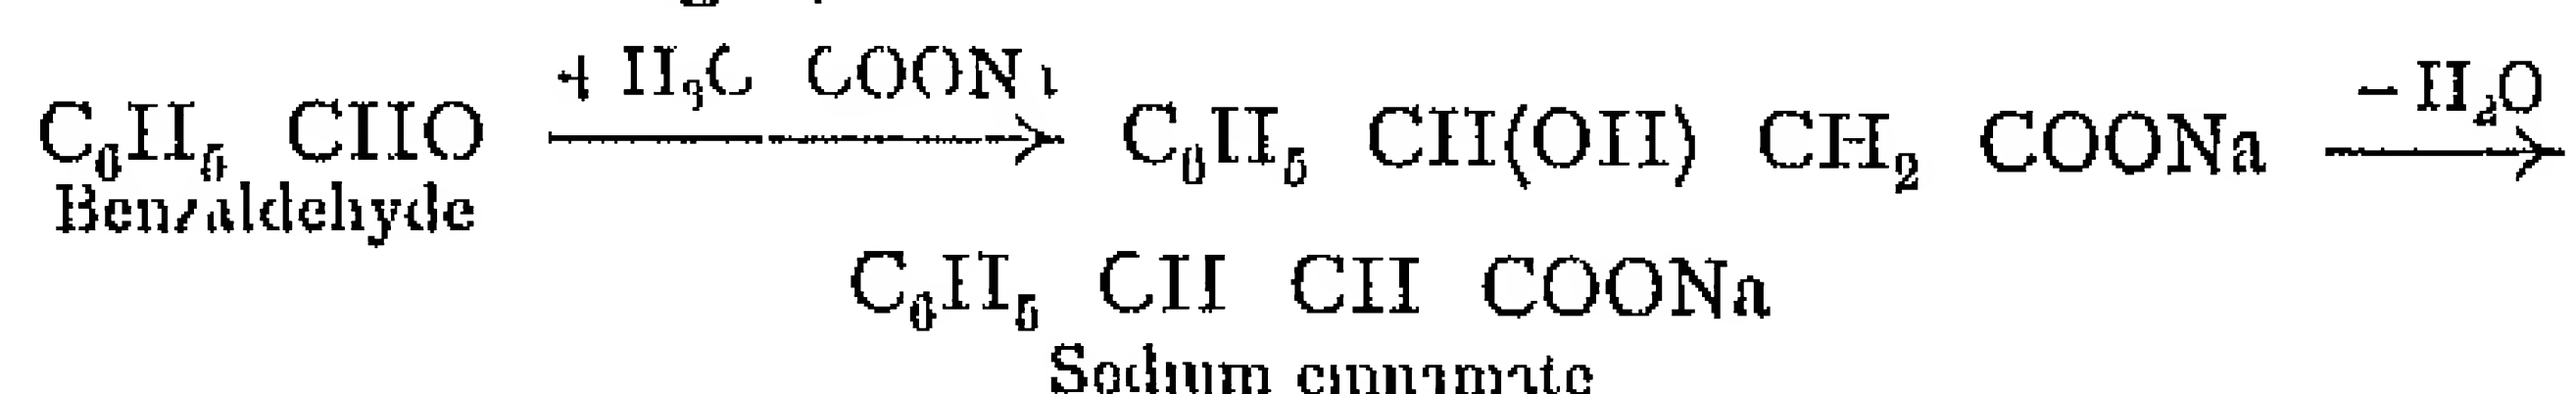 + H₃C COONa
− H₂O
C₆H₅ CHO ⟶ C₆H₅ CH(OH) CH₂ COONa ⟶
Benzaldehyde
C₆H₅ CH CH COONa
Sodium cinnamate